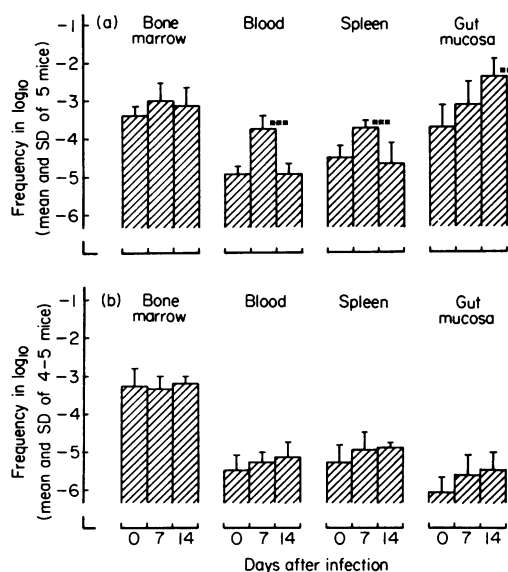 (a)
Bone marrow
Blood
Spleen
Gut mucosa
Frequency in log10
(mean and SD of 5 mice)
-1
-2
-3
-4
-5
-6
(b)
Bone marrow
Blood
Spleen
Gut mucosa
Frequency in log10
(mean and SD of 4-5 mice)
-1
-2
-3
-4
-5
-6
0 7 14
0 7 14
0 7 14
0 7 14
Days after infection